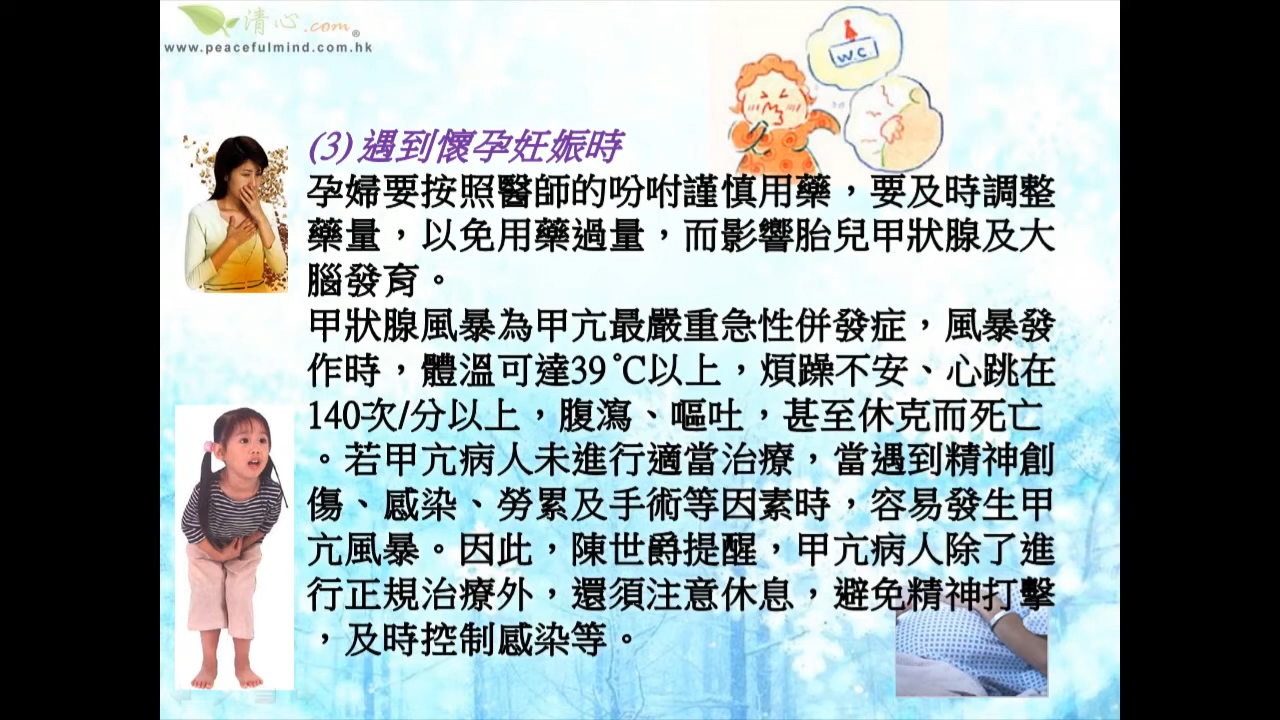 清心.com®
www.peacefulmind.com.hk
W.C.
(3) 遇到懷孕妊娠時
孕婦要按照醫師的吩咐謹慎用藥，要及時調整
藥量，以免用藥過量，而影響胎兒甲狀腺及大
腦發育。
甲狀腺風暴為甲亢最嚴重急性併發症，風暴發
作時，體溫可達39˚C以上，煩躁不安、心跳在
140次/分以上，腹瀉、嘔吐，甚至休克而死亡
。若甲亢病人未進行適當治療，當遇到精神創
傷、感染、勞累及手術等因素時，容易發生甲
亢風暴。因此，陳世爵提醒，甲亢病人除了進
行正規治療外，還須注意休息，避免精神打擊
，及時控制感染等。